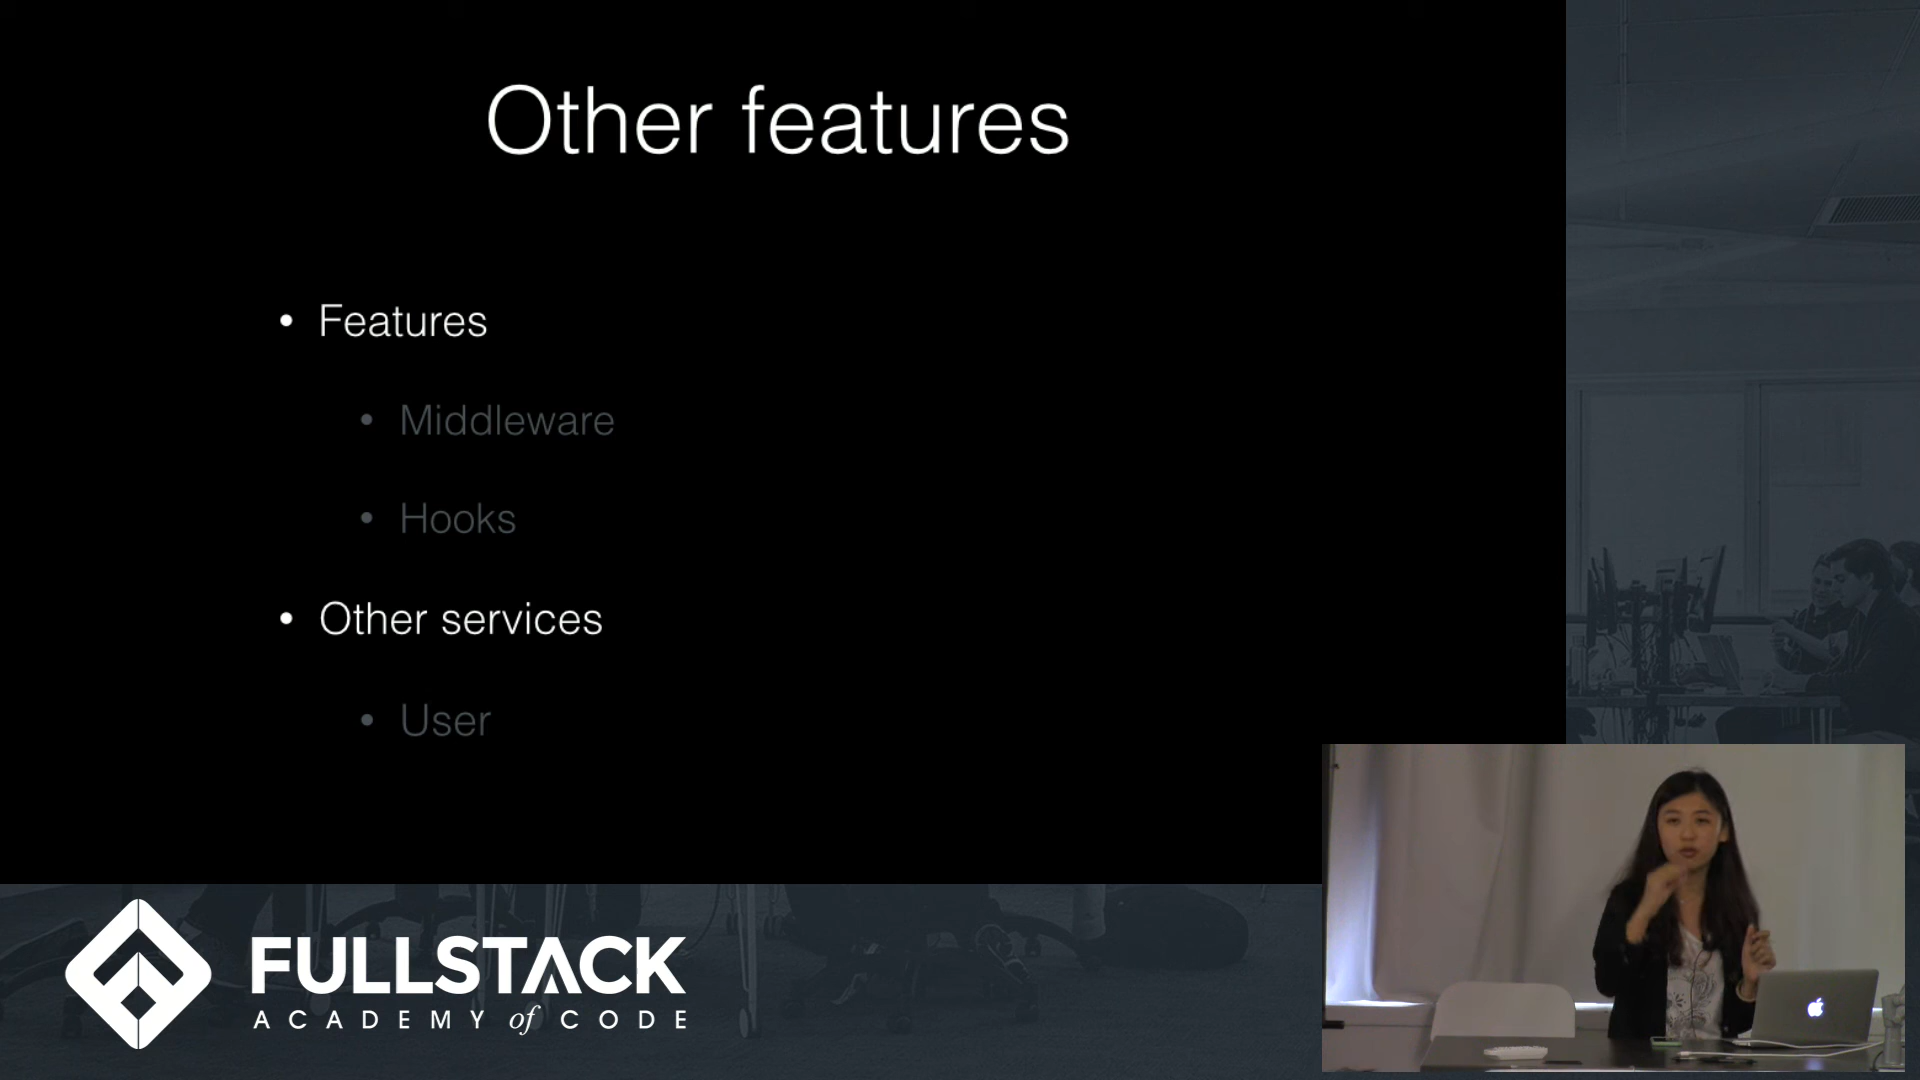 Other features
• Features
• Middleware
• Hooks
• Other services
• User
FULLSTACK
ACADEMY of CODE